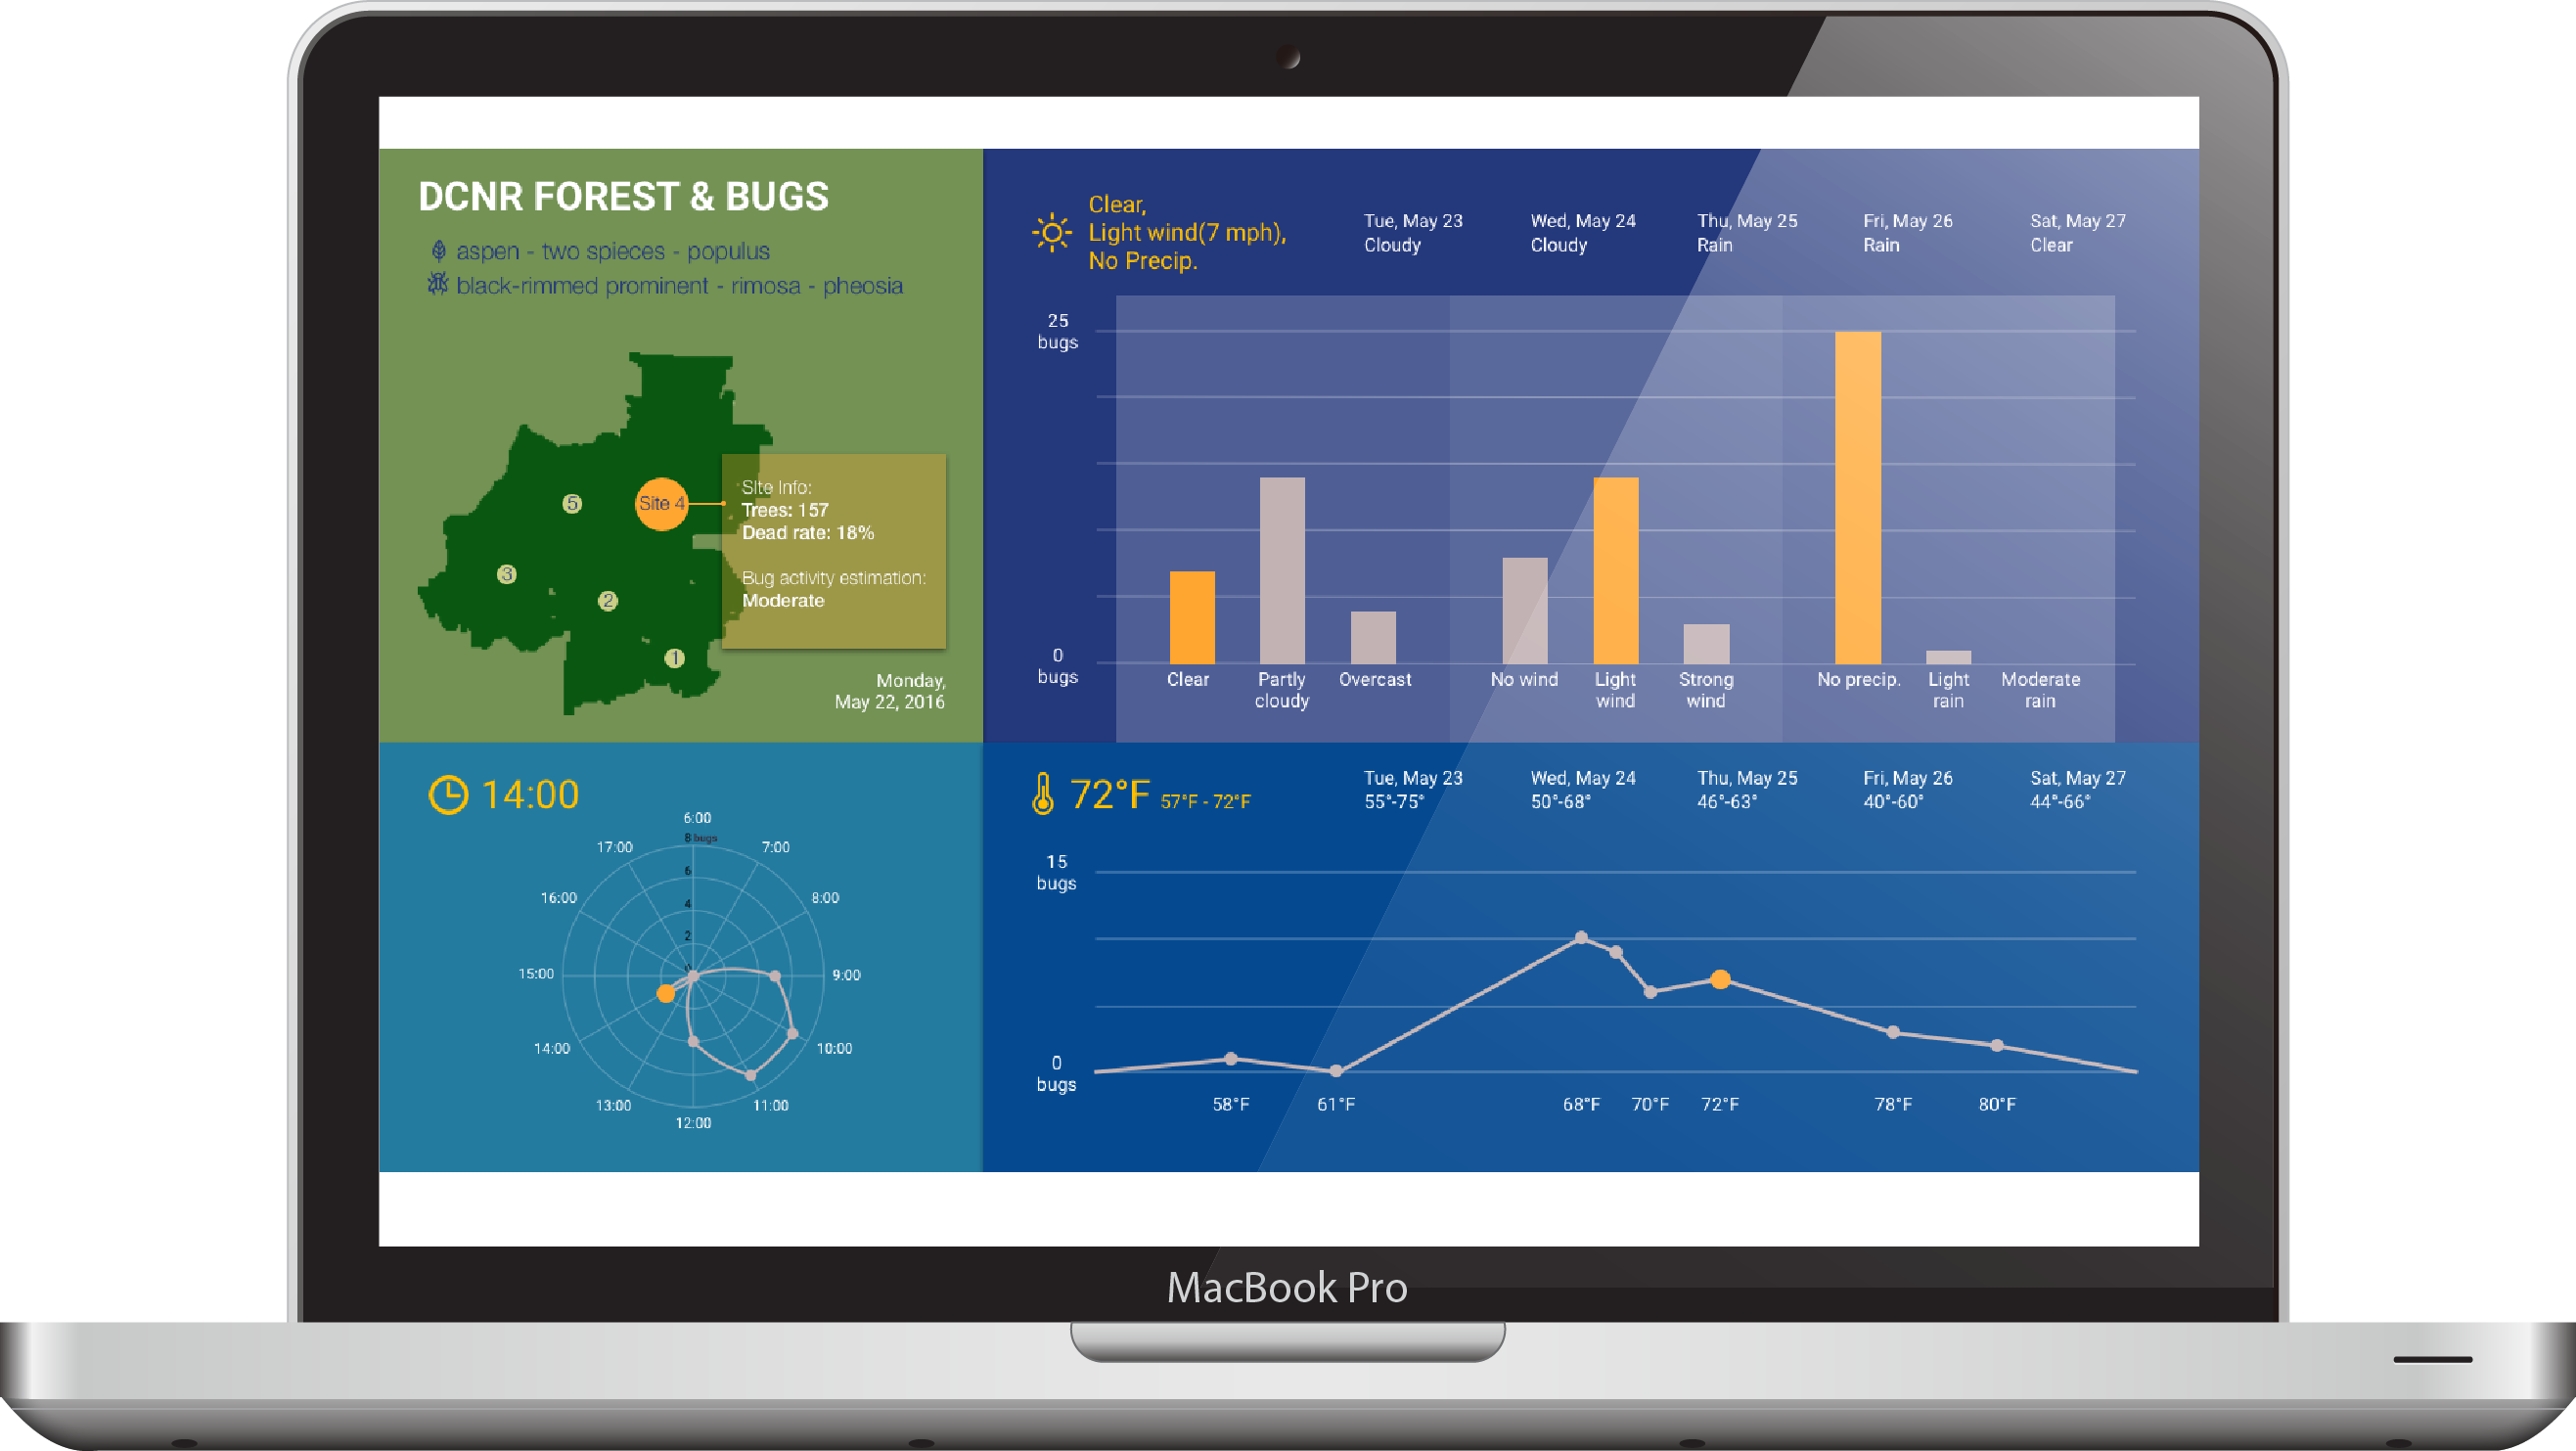 DCNR FOREST & BUGS
aspen - two spieces - populus
black-rimmed prominent - rimosa - pheosia
5
Site 4
3
2
1
Site Info:
Trees: 157
Dead rate: 18%
Bug activity estimation:
Moderate
Monday,
May 22, 2016
Clear,
Light wind(7 mph),
No Precip.
Tue, May 23
Cloudy
Wed, May 24
Cloudy
Thu, May 25
Rain
Fri, May 26
Rain
Sat, May 27
Clear
25
bugs
0
bugs
Clear
Partly
cloudy
Overcast
No wind
Light
wind
Strong
wind
No precip.
Light
rain
Moderate
rain
14:00
6:00
8 bugs
6
4
2
7:00
8:00
9:00
10:00
11:00
12:00
13:00
14:00
15:00
16:00
17:00
72°F 57°F - 72°F
Tue, May 23
55°-75°
Wed, May 24
50°-68°
Thu, May 25
46°-63°
Fri, May 26
40°-60°
Sat, May 27
44°-66°
15
bugs
0
bugs
58°F
61°F
68°F
70°F
72°F
78°F
80°F
MacBook Pro